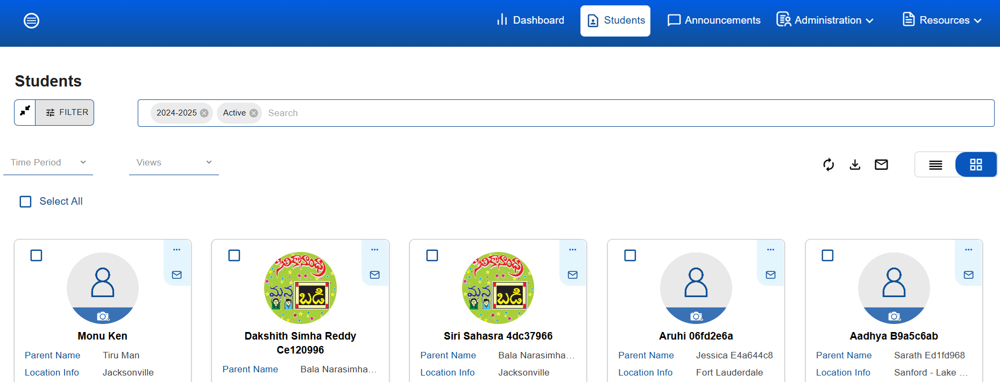 Dashboard
Students
Announcements
Administration
Resources
Students
FILTER
2024-2025
Active
Search
Time Period
Views
Select All
మన
బడి
Monu Ken
Parent Name Tiru Man
Location Info Jacksonville
Dakshith Simha Reddy
Ce120996
Parent Name Bala Narasimha...
మన
బడి
Siri Sahasra 4dc37966
Parent Name Bala Narasimha...
Location Info Jacksonville
Aruhi 06fd2e6a
Parent Name Jessica E4a644c8
Location Info Fort Lauderdale
Aadhya B9a5c6ab
Parent Name Sarath Ed1fd968
Location Info Sanford - Lake ...